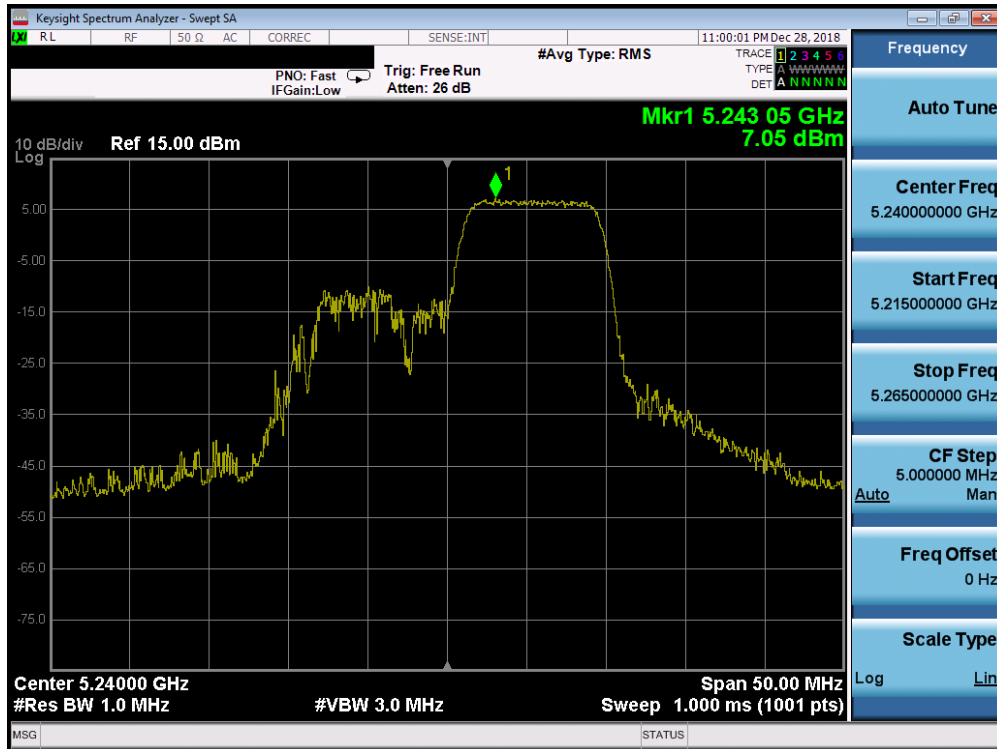 Keysight Spectrum Analyzer - Swept SA
LXI RL RF 50 Ω AC CORREC SENSE:INT 11:00:01 PM Dec 28, 2018
#Avg Type: RMS
TRACE 1 2 3 4 5 6
PNO: Fast Trig: Free Run
TYPE A WWWWW
IFGain:Low Atten: 26 dB
DET A N N N N N
Mkr1 5.243 05 GHz
7.05 dBm
10 dB/div Ref 15.00 dBm
Log
1
5.00
-5.00
-15.0
-25.0
-35.0
-45.0
-55.0
-65.0
-75.0
Center 5.24000 GHz Span 50.00 MHz
#Res BW 1.0 MHz #VBW 3.0 MHz Sweep 1.000 ms (1001 pts)
MSG STATUS
Frequency
Auto Tune
Center Freq
5.240000000 GHz
Start Freq
5.215000000 GHz
Stop Freq
5.265000000 GHz
CF Step
5.000000 MHz
Auto Man
Freq Offset
0 Hz
Scale Type
Log Lin